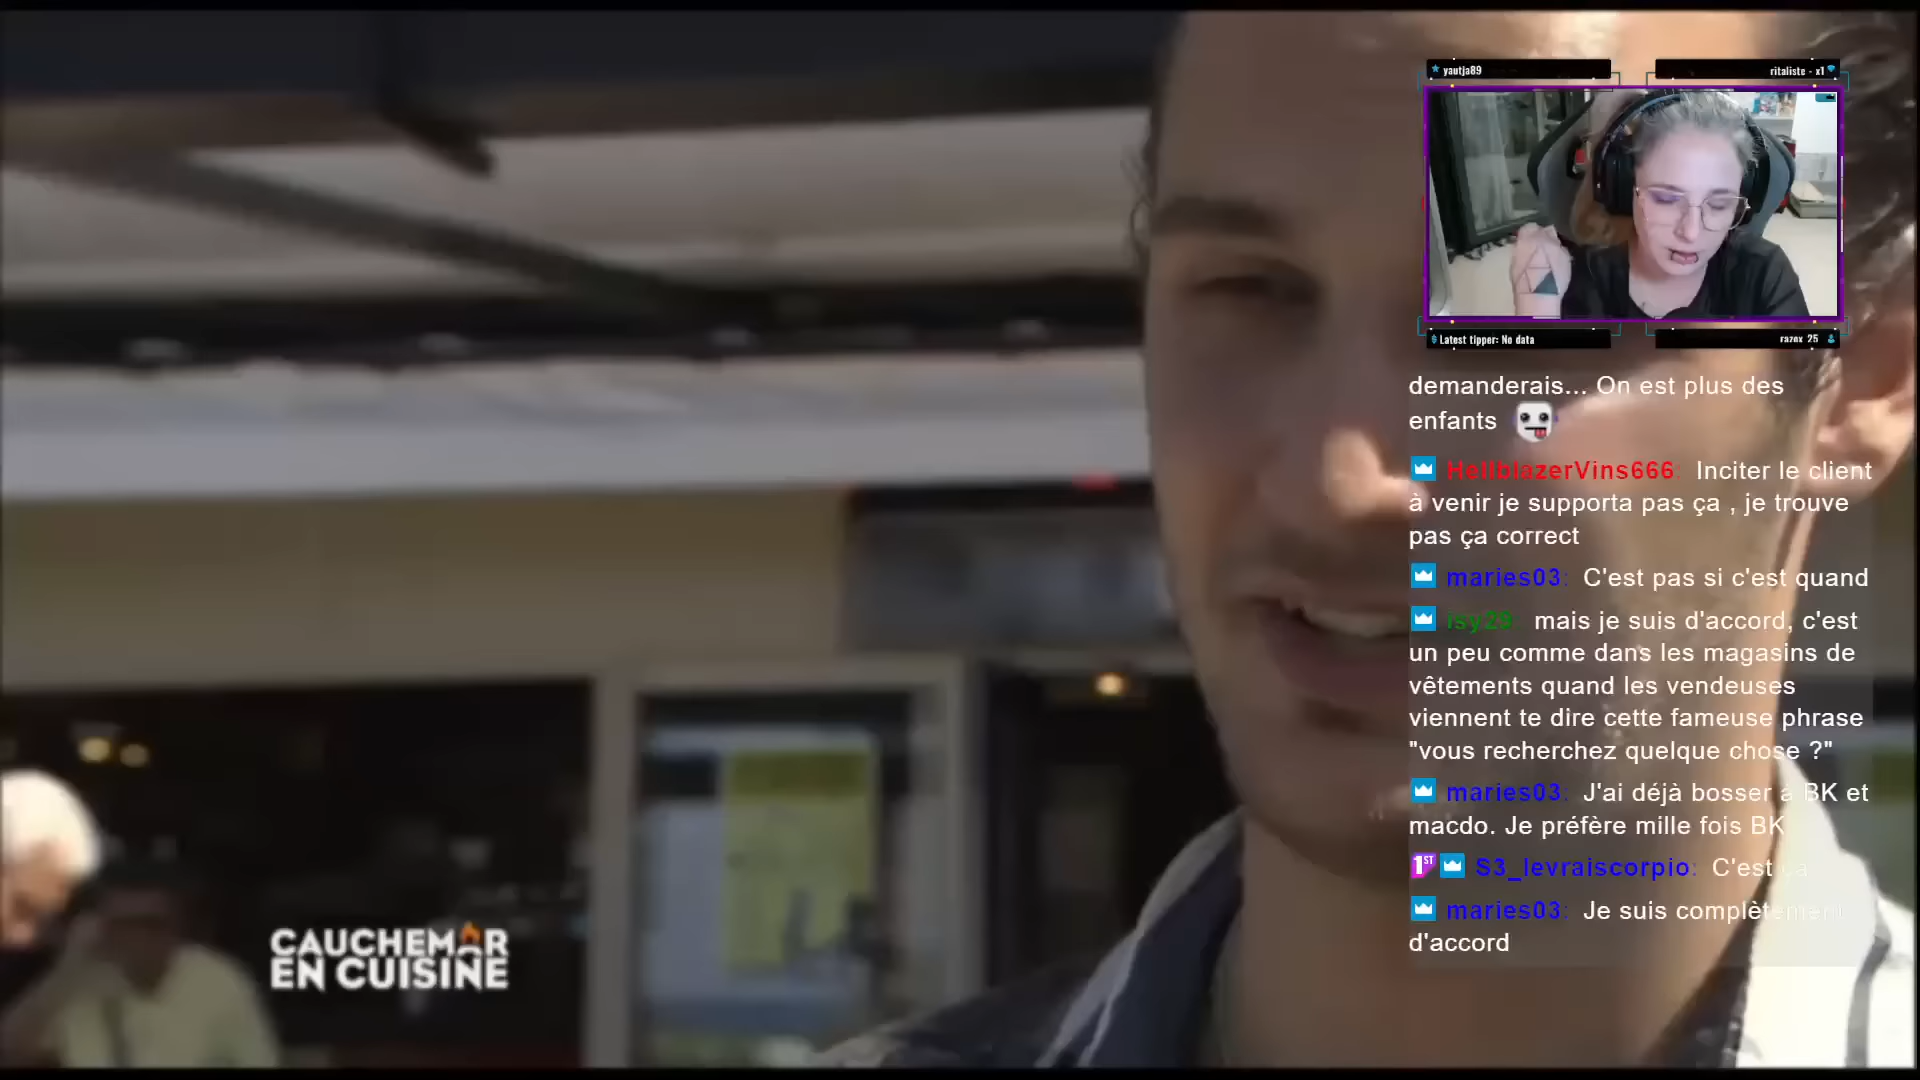 yautja89
ritaliste - x1
Latest tipper: No data
razox_25
demanderais... On est plus des
enfants
HellblazerVins666: Inciter le client
à venir je supporta pas ça , je trouve
pas ça correct
maries03: C'est pas si c'est quand
isy29: mais je suis d'accord, c'est
un peu comme dans les magasins de
vêtements quand les vendeuses
viennent te dire cette fameuse phrase
"vous recherchez quelque chose ?"
maries03: J'ai déjà bosser à BK et
macdo. Je préfère mille fois BK
1ST S3_levraiscorpio: C'est ça
maries03: Je suis complètement
d'accord
CAUCHEMAR
EN CUISINE